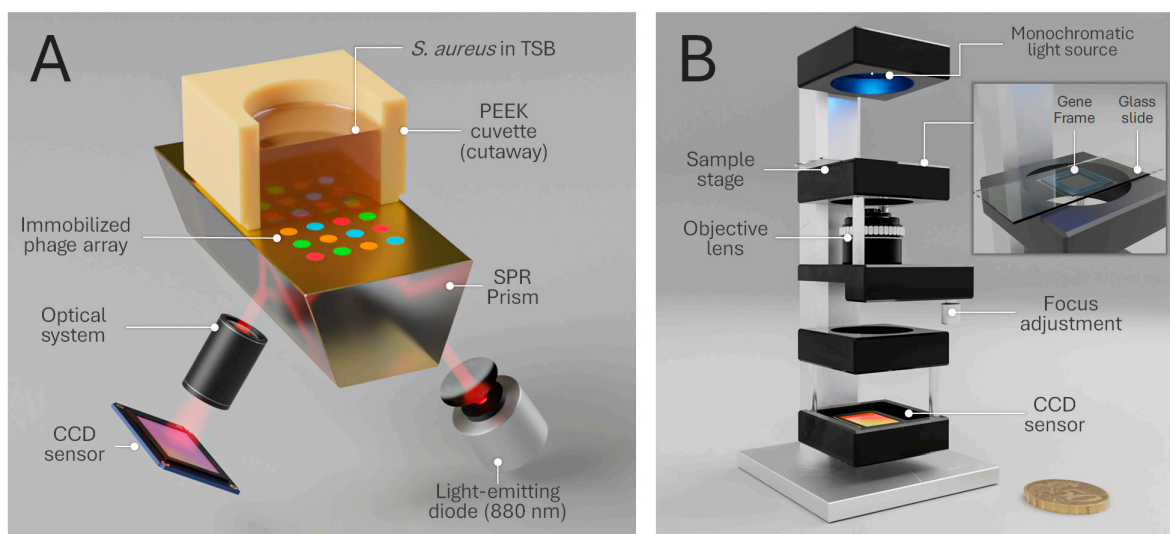 A
S. aureus in TSB
PEEK
cuvette
(cutaway)
Immobilized
phage array
SPR
Prism
Optical
system
CCD
sensor
Light-emitting
diode (880 nm)
B
Monochromatic
light source
Gene
Frame
Glass
slide
Sample
stage
Objective
lens
Focus
adjustment
CCD
sensor